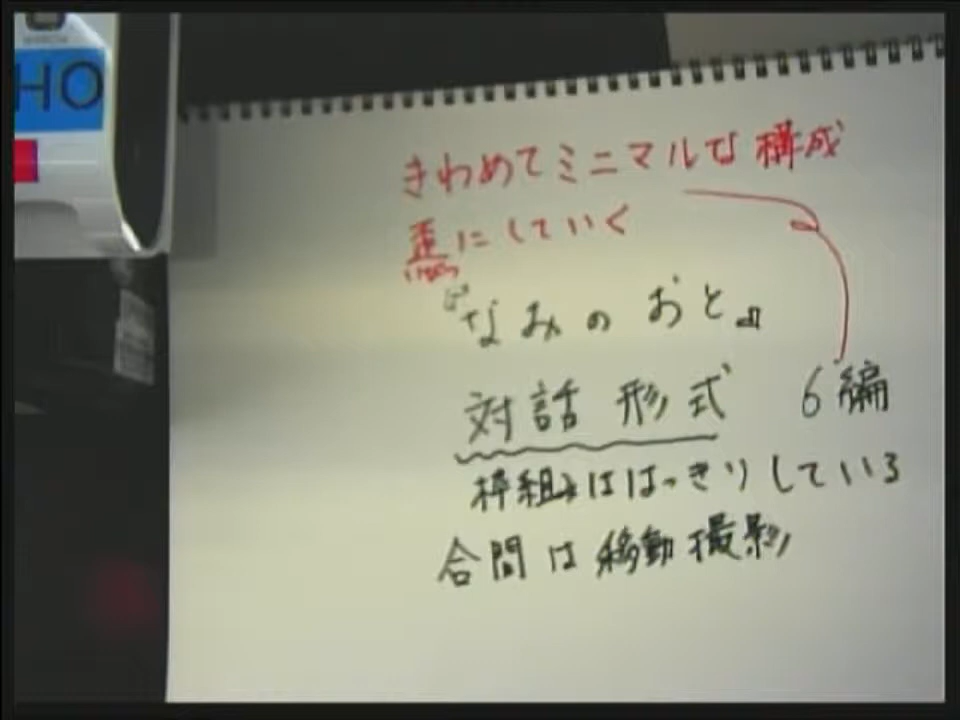 HO
きわめてミニマルな構成
悪にしていく
『なみのおと』
対話形式 6編
枠組みははっきりしている
合間は移動撮影